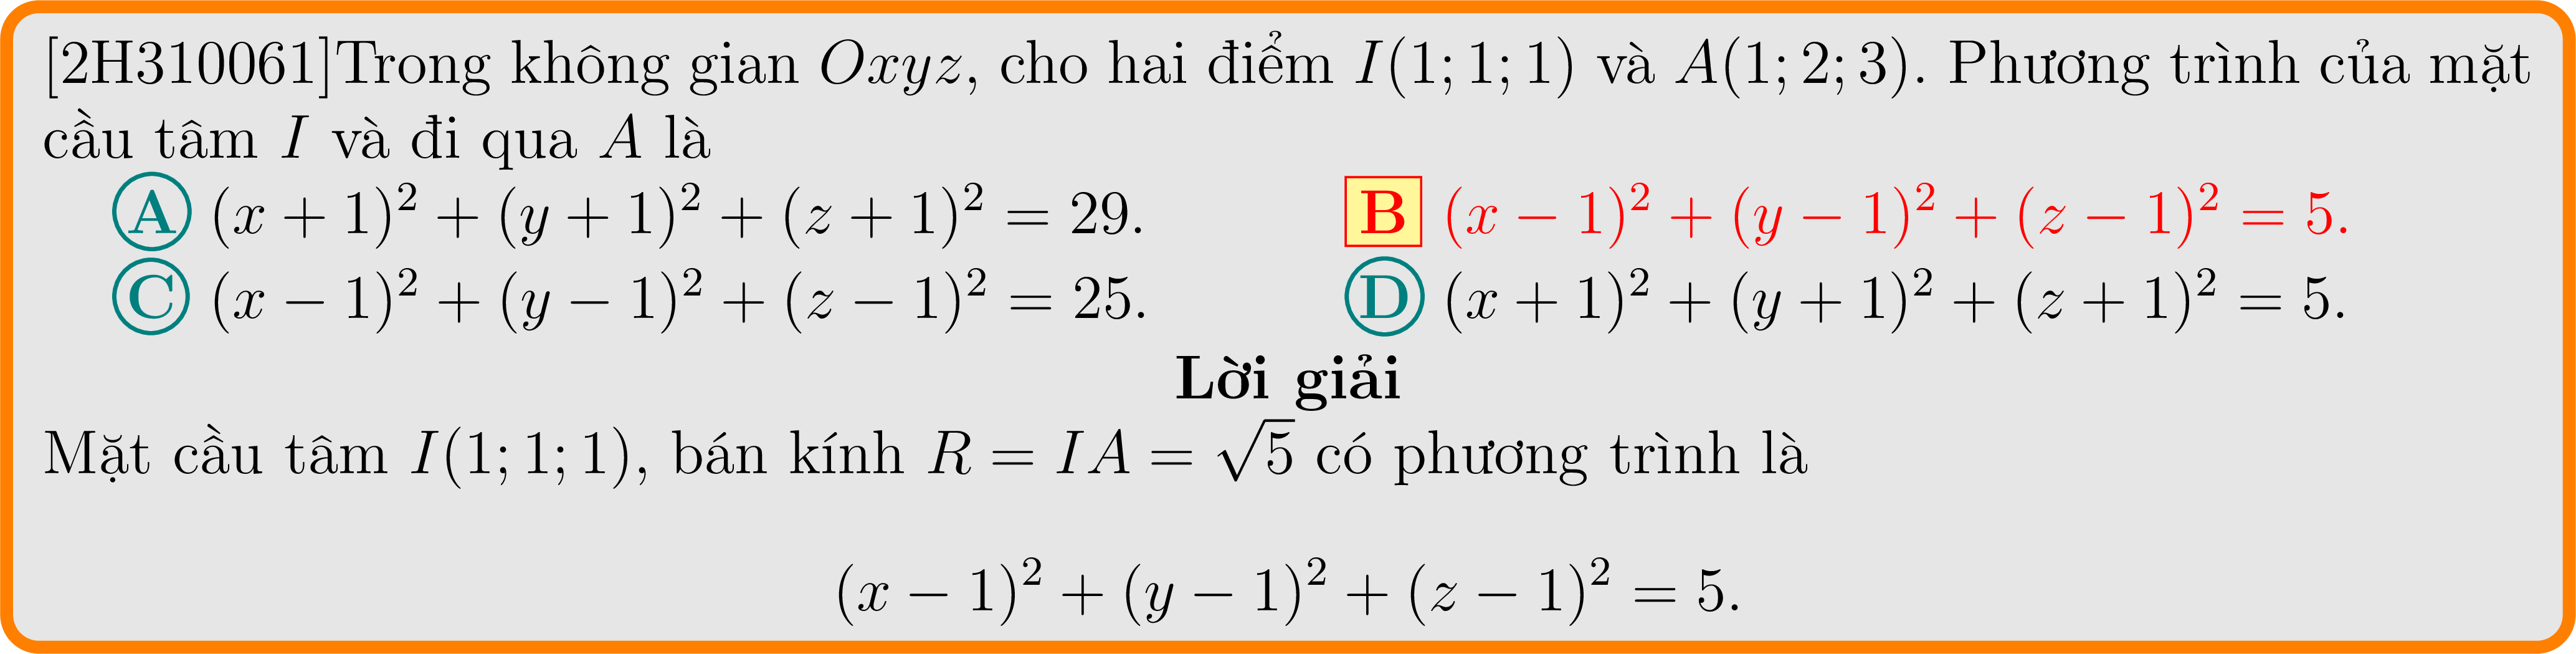 [2H310061]Trong không gian Oxyz, cho hai điểm I(1; 1; 1) và A(1; 2; 3). Phương trình của mặt
cầu tâm I và đi qua A là
A (x + 1)² + (y + 1)² + (z + 1)² = 29. B (x − 1)² + (y − 1)² + (z − 1)² = 5.
C (x − 1)² + (y − 1)² + (z − 1)² = 25. D (x + 1)² + (y + 1)² + (z + 1)² = 5.
Lời giải
Mặt cầu tâm I(1; 1; 1), bán kính R = IA = √5 có phương trình là
(x − 1)² + (y − 1)² + (z − 1)² = 5.